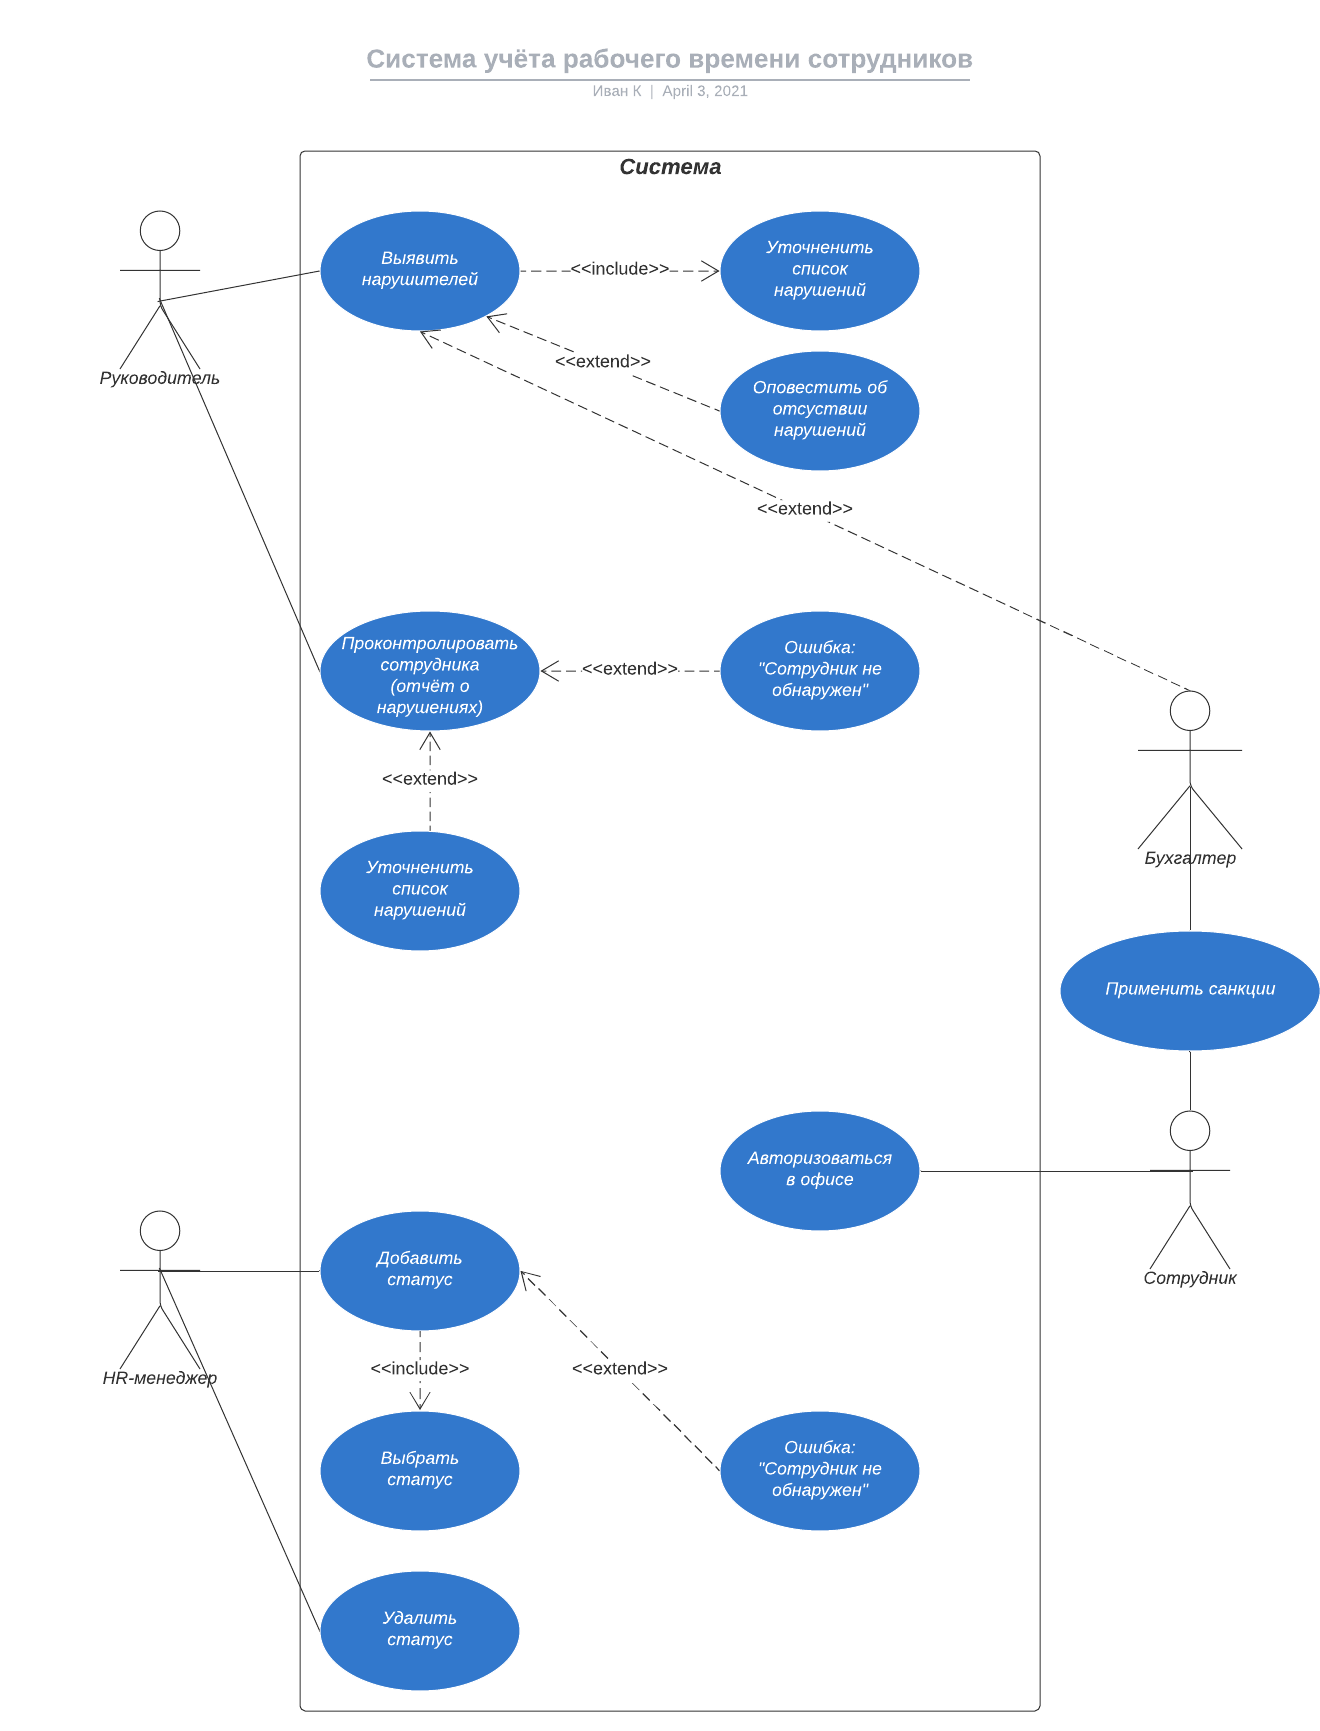 Система учёта рабочего времени сотрудников
Иван К | April 3, 2021
Система
Выявить
нарушителей
<<include>>
Уточненить
список
нарушений
Руководитель
<<extend>>
Оповестить об
отсуствии
нарушений
<<extend>>
Проконтролировать
сотрудника
(отчёт о
нарушениях)
<<extend>>
Ошибка:
"Сотрудник не
обнаружен"
<<extend>>
Уточненить
список
нарушений
Бухгалтер
Применить санкции
Авторизоваться
в офисе
Сотрудник
Добавить
статус
HR-менеджер
<<include>>
<<extend>>
Выбрать
статус
Ошибка:
"Сотрудник не
обнаружен"
Удалить
статус